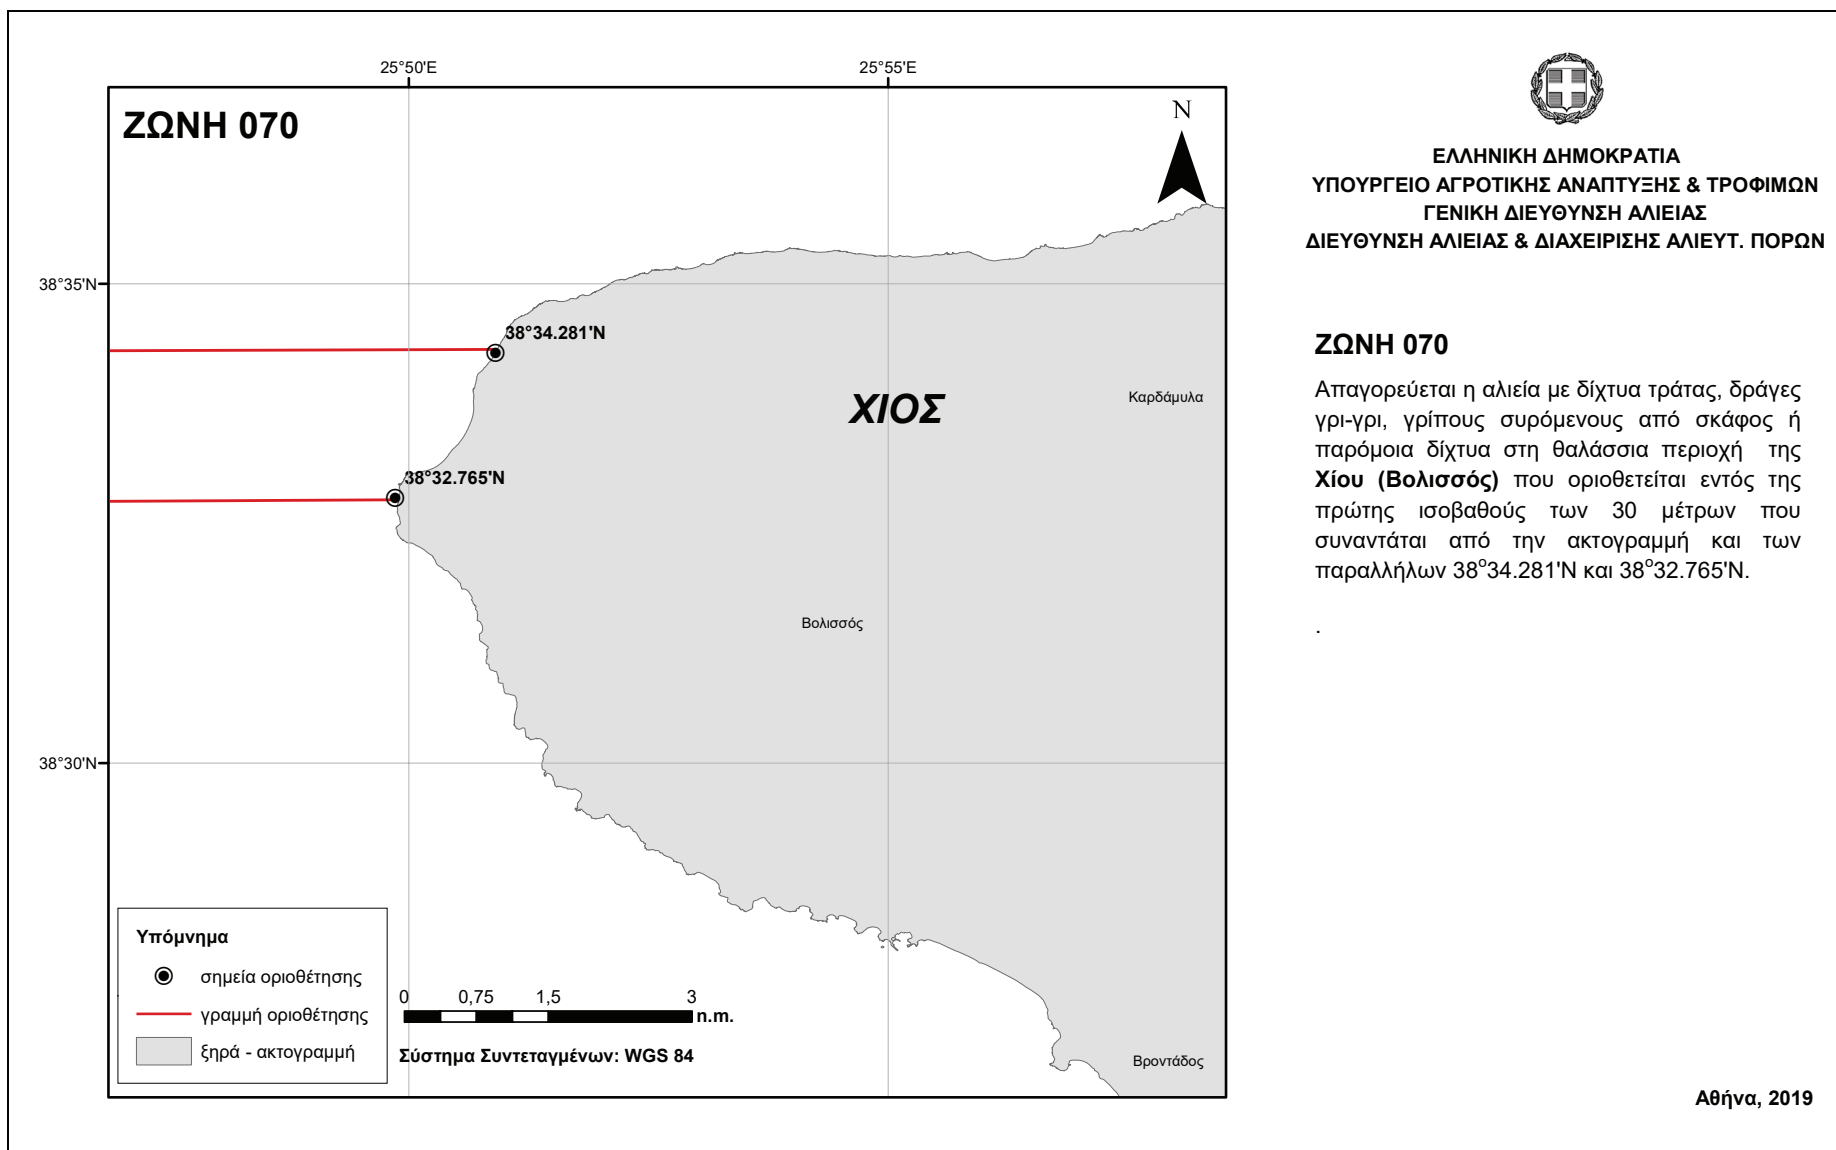 25°50'E
25°55'E
ΖΩΝΗ 070
N
38°35'N
38°34.281'N
ΧΙΟΣ
Καρδάμυλα
38°32.765'N
Βολισσός
38°30'N
Υπόμνημα
σημεία οριοθέτησης
γραμμή οριοθέτησης
ξηρά - ακτογραμμή
0 0,75 1,5 3
n.m.
Σύστημα Συντεταγμένων: WGS 84
Βροντάδος
ΕΛΛΗΝΙΚΗ ΔΗΜΟΚΡΑΤΙΑ
ΥΠΟΥΡΓΕΙΟ ΑΓΡΟΤΙΚΗΣ ΑΝΑΠΤΥΞΗΣ & ΤΡΟΦΙΜΩΝ
ΓΕΝΙΚΗ ΔΙΕΥΘΥΝΣΗ ΑΛΙΕΙΑΣ
ΔΙΕΥΘΥΝΣΗ ΑΛΙΕΙΑΣ & ΔΙΑΧΕΙΡΙΣΗΣ ΑΛΙΕΥΤ. ΠΟΡΩΝ
ΖΩΝΗ 070
Απαγορεύεται η αλιεία με δίχτυα τράτας, δράγες
γρι-γρι, γρίπους συρόμενους από σκάφος ή
παρόμοια δίχτυα στη θαλάσσια περιοχή της
Χίου (Βολισσός) που οριοθετείται εντός της
πρώτης ισοβαθούς των 30 μέτρων που
συναντάται από την ακτογραμμή και των
παραλλήλων 38°34.281'N και 38°32.765'N.
.
Αθήνα, 2019